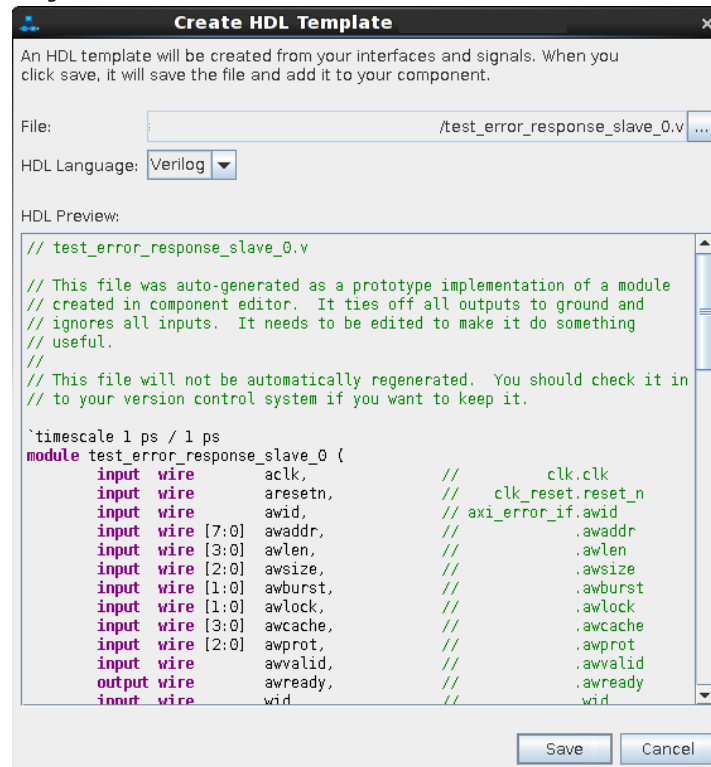 Create HDL Template
An HDL template will be created from your interfaces and signals. When you
click save, it will save the file and add it to your component.
File: /test_error_response_slave_0.v ...
HDL Language: Verilog
HDL Preview:
// test_error_response_slave_0.v
// This file was auto-generated as a prototype implementation of a module
// created in component editor.  It ties off all outputs to ground and
// ignores all inputs.  It needs to be edited to make it do something
// useful.
//
// This file will not be automatically regenerated.  You should check it in
// to your version control system if you want to keep it.
`timescale 1 ps / 1 ps
module test_error_response_slave_0 (
input wire aclk, // clk.clk
input wire aresetn, // clk_reset.reset_n
input wire awid, // axi_error_if.awid
input wire [7:0] awaddr, // .awaddr
input wire [3:0] awlen, // .awlen
input wire [2:0] awsize, // .awsize
input wire [1:0] awburst, // .awburst
input wire [1:0] awlock, // .awlock
input wire [3:0] awcache, // .awcache
input wire [2:0] awprot, // .awprot
input wire awvalid, // .awvalid
output wire awready, // .awready
input wire wid // wid
Save Cancel